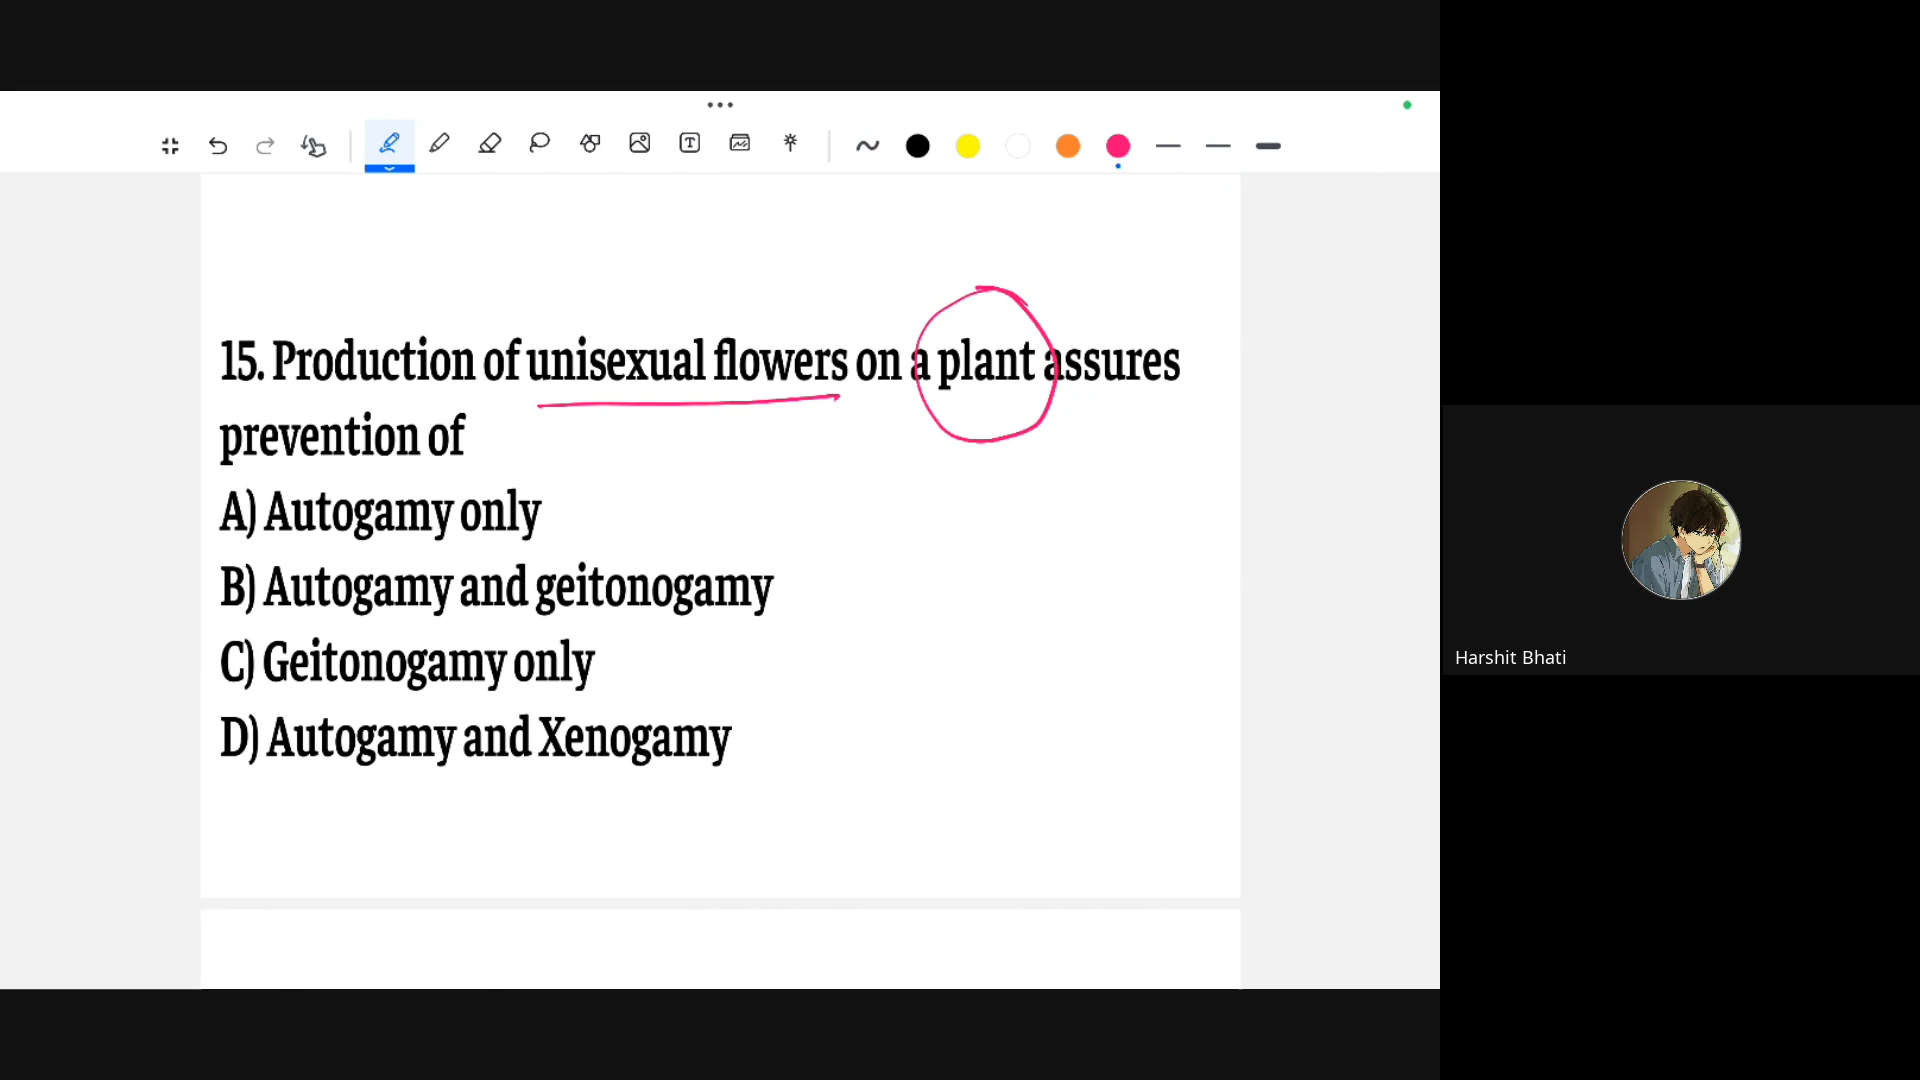 15. Production of unisexual flowers on a plant assures
prevention of
A) Autogamy only
B) Autogamy and geitonogamy
C) Geitonogamy only
D) Autogamy and Xenogamy
Harshit Bhati